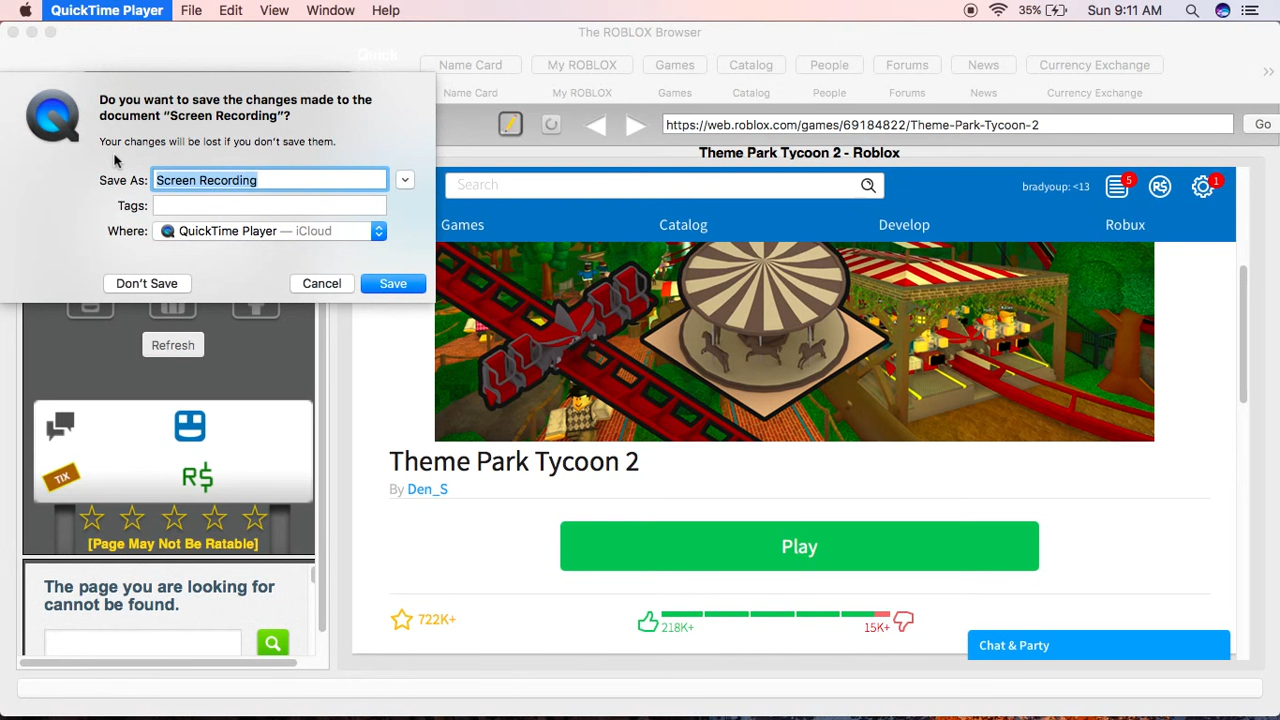 QuickTime Player File Edit View Window Help 35% Sun 9:11 AM
The ROBLOX Browser
Quick
Name Card My ROBLOX Games Catalog People Forums News Currency Exchange
Name Card My ROBLOX Games Catalog People Forums News Currency Exchange
https://web.roblox.com/games/69184822/Theme-Park-Tycoon-2 Go
Theme Park Tycoon 2 - Roblox
Do you want to save the changes made to the
document “Screen Recording”?
Your changes will be lost if you don’t save them.
Save As: Screen Recording
Tags:
Where: QuickTime Player — iCloud
Don’t Save Cancel Save
Search bradyoup: <13 5 R$ 1
Games Catalog Develop Robux
Refresh
TIX R$
[Page May Not Be Ratable]
The page you are looking for
cannot be found.
Theme Park Tycoon 2
By Den_S
Play
722K+ 218K+ 15K+
Chat & Party